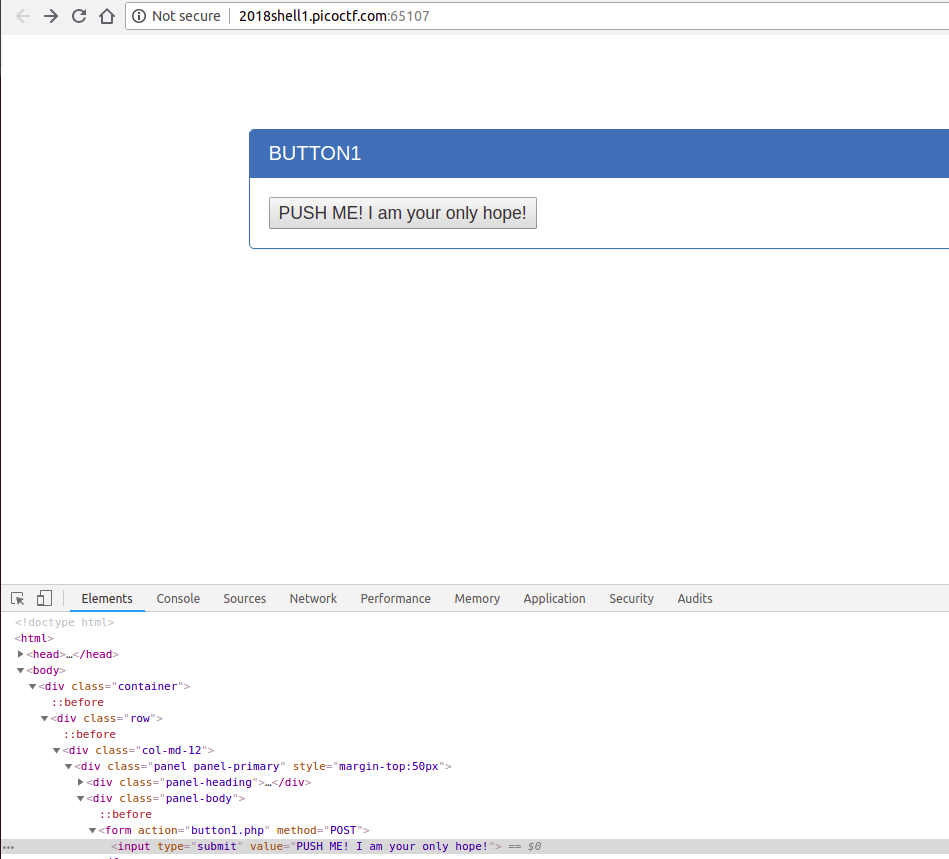 Not secure 2018shell1.picoctf.com:65107
BUTTON1
PUSH ME! I am your only hope!
Elements Console Sources Network Performance Memory Application Security Audits
<!doctype html>
<html>
<head>…</head>
<body>
<div class="container">
::before
<div class="row">
::before
<div class="col-md-12">
<div class="panel panel-primary" style="margin-top:50px">
<div class="panel-heading">…</div>
<div class="panel-body">
::before
<form action="button1.php" method="POST">
<input type="submit" value="PUSH ME! I am your only hope!"> == $0